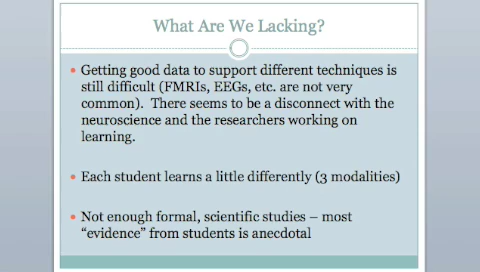 What Are We Lacking?
Getting good data to support different techniques is
still difficult (FMRIs, EEGs, etc. are not very
common).  There seems to be a disconnect with the
neuroscience and the researchers working on
learning.
Each student learns a little differently (3 modalities)
Not enough formal, scientific studies – most
“evidence” from students is anecdotal